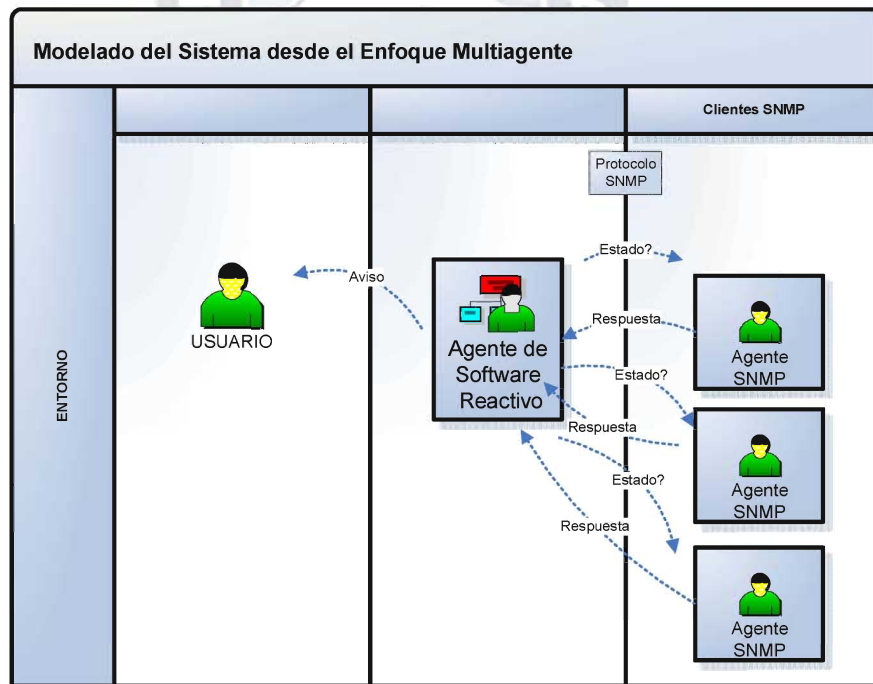 Modelado del Sistema desde el Enfoque Multiagente
Clientes SNMP
ENTORNO
Protocolo
SNMP
Estado?
Aviso
USUARIO
Agente de
Software
Reactivo
Respuesta
Agente
SNMP
Estado?
Respuesta
Agente
SNMP
Estado?
Respuesta
Agente
SNMP